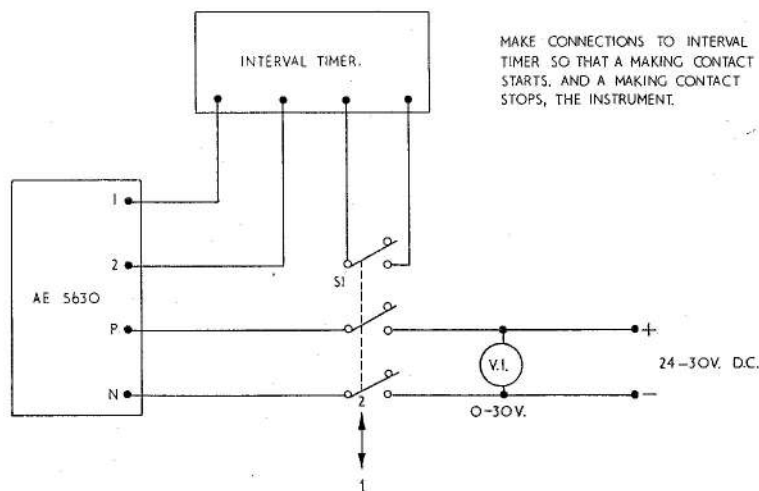 INTERVAL TIMER.
MAKE CONNECTIONS TO INTERVAL
TIMER SO THAT A MAKING CONTACT
STARTS, AND A MAKING CONTACT
STOPS, THE INSTRUMENT.
1
2
S1
AE 5630
P
+
V.I.
24-30V. D.C.
N
2
-
0-30V.
1